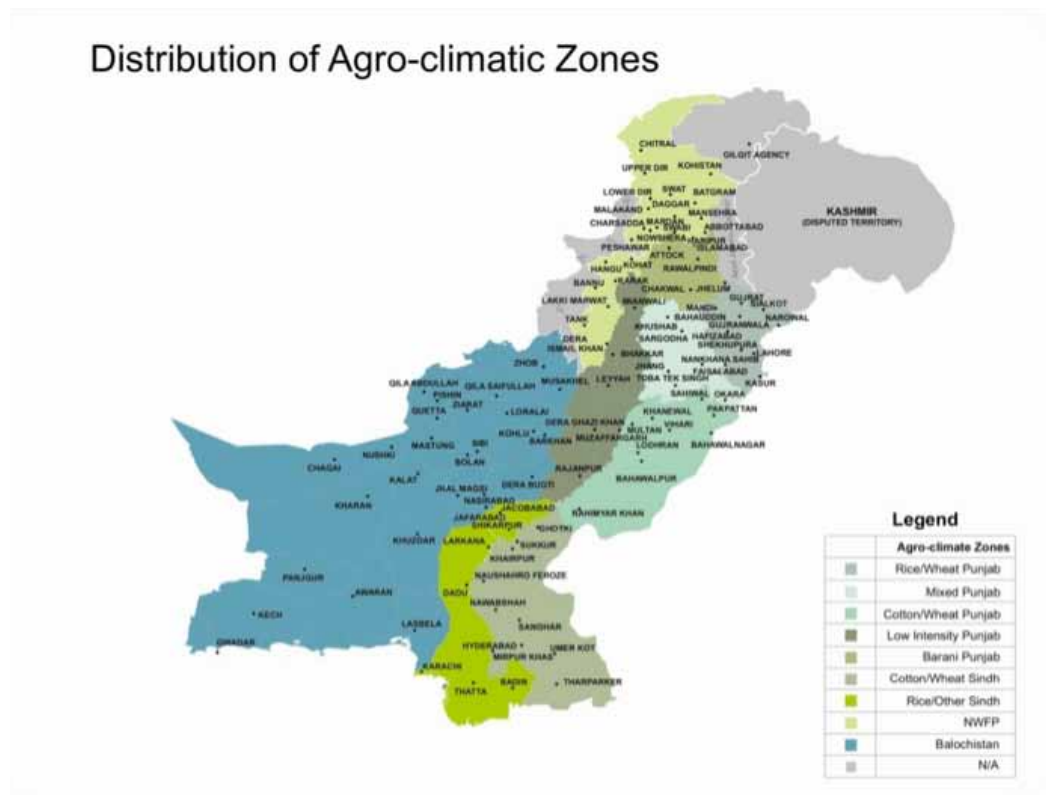 Distribution of Agro-climatic Zones
CHITRAL
GILGIT AGENCY
UPPER DIR
KOHISTAN
LOWER DIR
SWAT
BATGRAM
DAGGAR
MALAKAND
MANSEHRA
KASHMIR
(DISPUTED TERRITORY)
CHARSADDA
MARDAN
SWABI
ABBOTTABAD
NOWSHERA
HARIPUR
PESHAWAR
ISLAMABAD
ATTOCK
KOHAT
HANGU
RAWALPINDI
KARAK
BANNU
CHAKWAL
JHELUM
LAKKI MARWAT
MIANWALI
GUJRAT
SIALKOT
MANDI
BAHAUDDIN
NAROWAL
TANK
KHUSHAB
GUJRANWALA
DERA
ISMAIL KHAN
SARGODHA
HAFIZABAD
SHEKHUPURA
BHAKKAR
LAHORE
NANKHANA SAHIB
ZHOB
JHANG
FAISALABAD
MUSAKHEL
LEYYAH
TOBA TEK SINGH
KASUR
QILA ABDULLAH
QILA SAIFULLAH
SAHIWAL
OKARA
PISHIN
ZIARAT
QUETTA
LORALAI
KHANEWAL
PAKPATTAN
DERA GHAZI KHAN
MULTAN
VIHARI
KOHLU
BARKHAN
MUZAFFARGARH
MASTUNG
SIBI
LODHRAN
BAHAWALNAGAR
NUSHKI
BOLAN
CHAGAI
RAJANPUR
KALAT
BAHAWALPUR
JHAL MAGSI
DERA BUGTI
KHARAN
NASIRABAD
JACOBABAD
RAHIMYAR KHAN
JAFARABAD
SHIKARPUR
GHOTKI
KHUZDAR
LARKANA
SUKKUR
KHAIRPUR
PANJGUR
NAUSHAHRO FEROZE
AWARAN
DADU
NAWABSHAH
KECH
LASBELA
SANGHAR
GWADAR
HYDERABAD
UMER KOT
MIRPUR KHAS
KARACHI
BADIN
THARPARKER
THATTA
Legend
Agro-climate Zones
Rice/Wheat Punjab
Mixed Punjab
Cotton/Wheat Punjab
Low Intensity Punjab
Barani Punjab
Cotton/Wheat Sindh
Rice/Other Sindh
NWFP
Balochistan
N/A